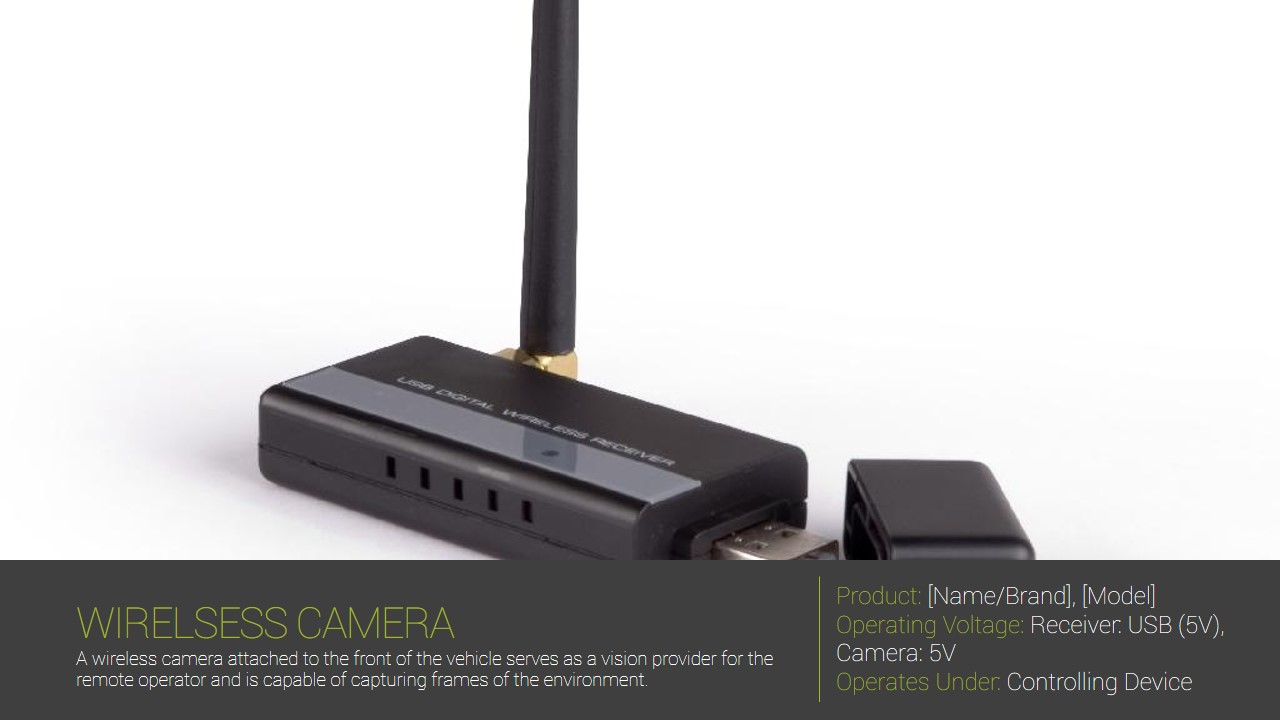 USB DIGITAL WIRELESS RECEIVER
WIRELSESS CAMERA
A wireless camera attached to the front of the vehicle serves as a vision provider for the
remote operator and is capable of capturing frames of the environment.
Product: [Name/Brand], [Model]
Operating Voltage: Receiver: USB (5V),
Camera: 5V
Operates Under: Controlling Device